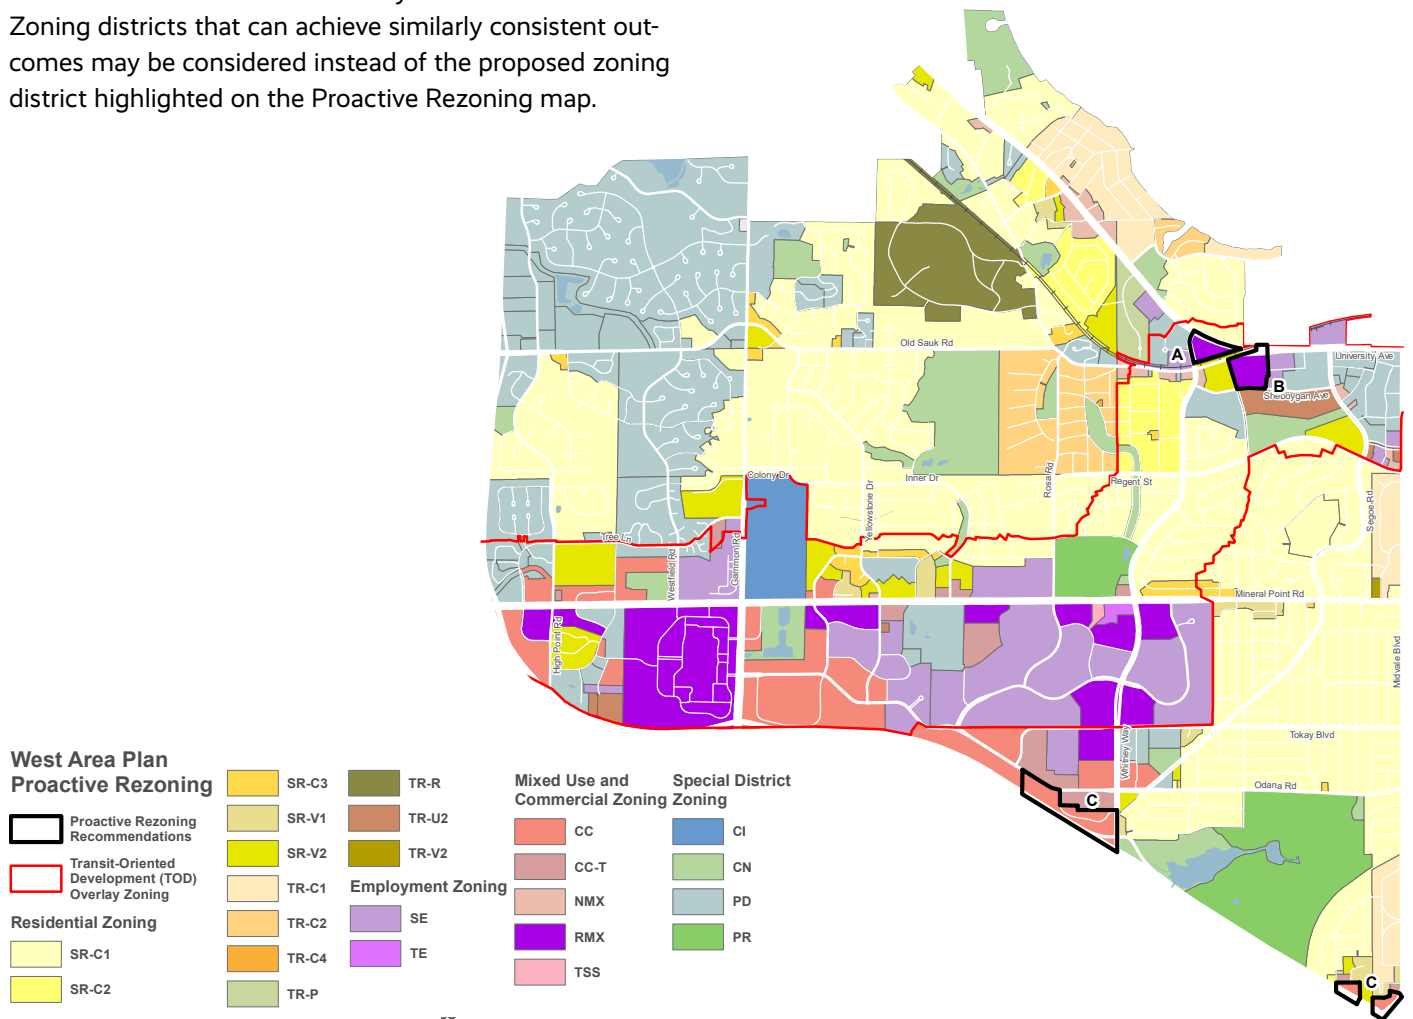 Zoning districts that can achieve similarly consistent out-
comes may be considered instead of the proposed zoning
district highlighted on the Proactive Rezoning map.
Old Sauk Rd
A
University Ave
B
Sheboygan Ave
Colony Dr
Inner Dr
Yellowstone Dr
Rosa Rd
Regent St
Segoe Rd
Tree Ln
Westfield Rd
Gammon Rd
Mineral Point Rd
High Point Rd
Midvale Blvd
Whitney Way
Tokay Blvd
Odana Rd
C
C
West Area Plan
Proactive Rezoning
Proactive Rezoning
Recommendations
Transit-Oriented
Development (TOD)
Overlay Zoning
Residential Zoning
SR-C1
SR-C2
SR-C3
SR-V1
SR-V2
TR-C1
TR-C2
TR-C4
TR-P
TR-R
TR-U2
TR-V2
Employment Zoning
SE
TE
Mixed Use and
Commercial Zoning
CC
CC-T
NMX
RMX
TSS
Special District
Zoning
CI
CN
PD
PR